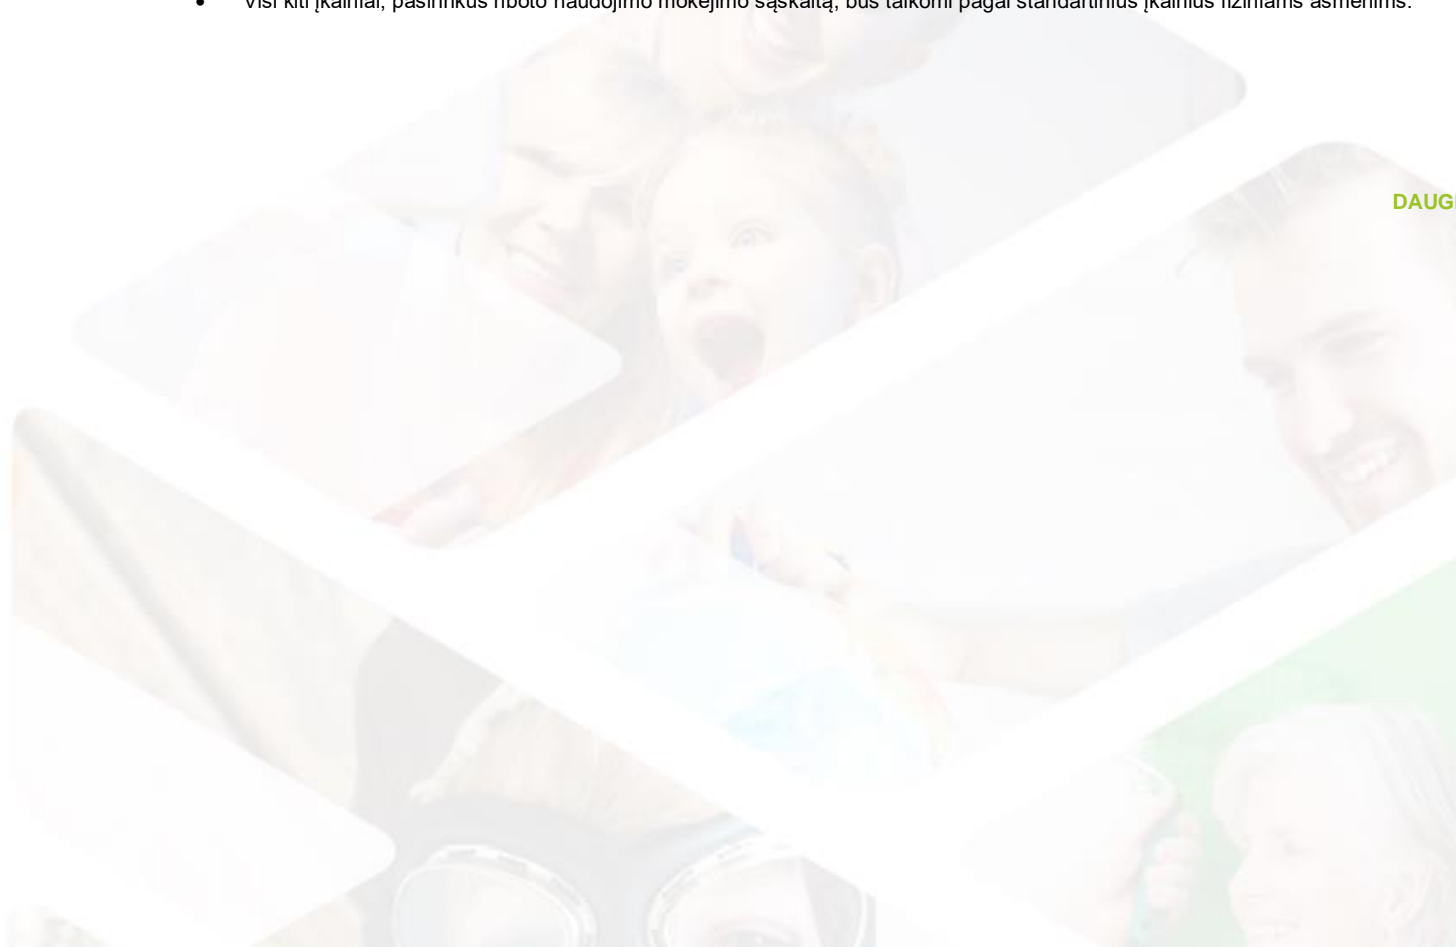 • Visi kiti įkainiai, pasirinkus riboto naudojimo mokėjimo sąskaitą, bus taikomi pagal standartinius įkainius fiziniams asmenims.
DAUG